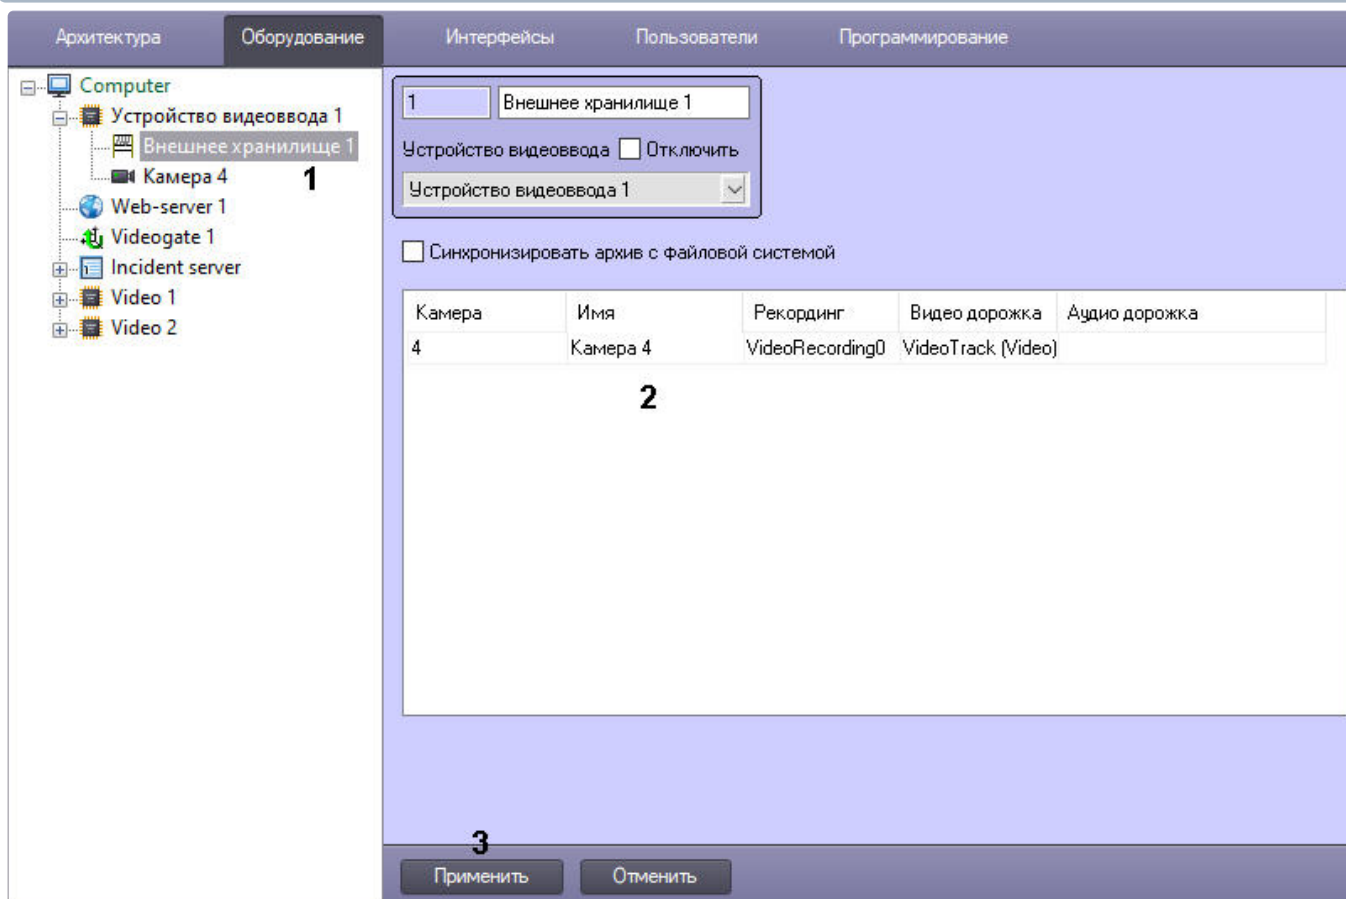 Архитектура Оборудование Интерфейсы Пользователи Программирование
Computer
Устройство видеоввода 1
Внешнее хранилище 1
Камера 4
1
Web-server 1
Videogate 1
Incident server
Video 1
Video 2
1 Внешнее хранилище 1
Устройство видеоввода Отключить
Устройство видеоввода 1
Синхронизировать архив с файловой системой
Камера Имя Рекординг Видео дорожка Аудио дорожка
4 Камера 4 VideoRecording0 VideoTrack (Video)
2
3
Применить Отменить